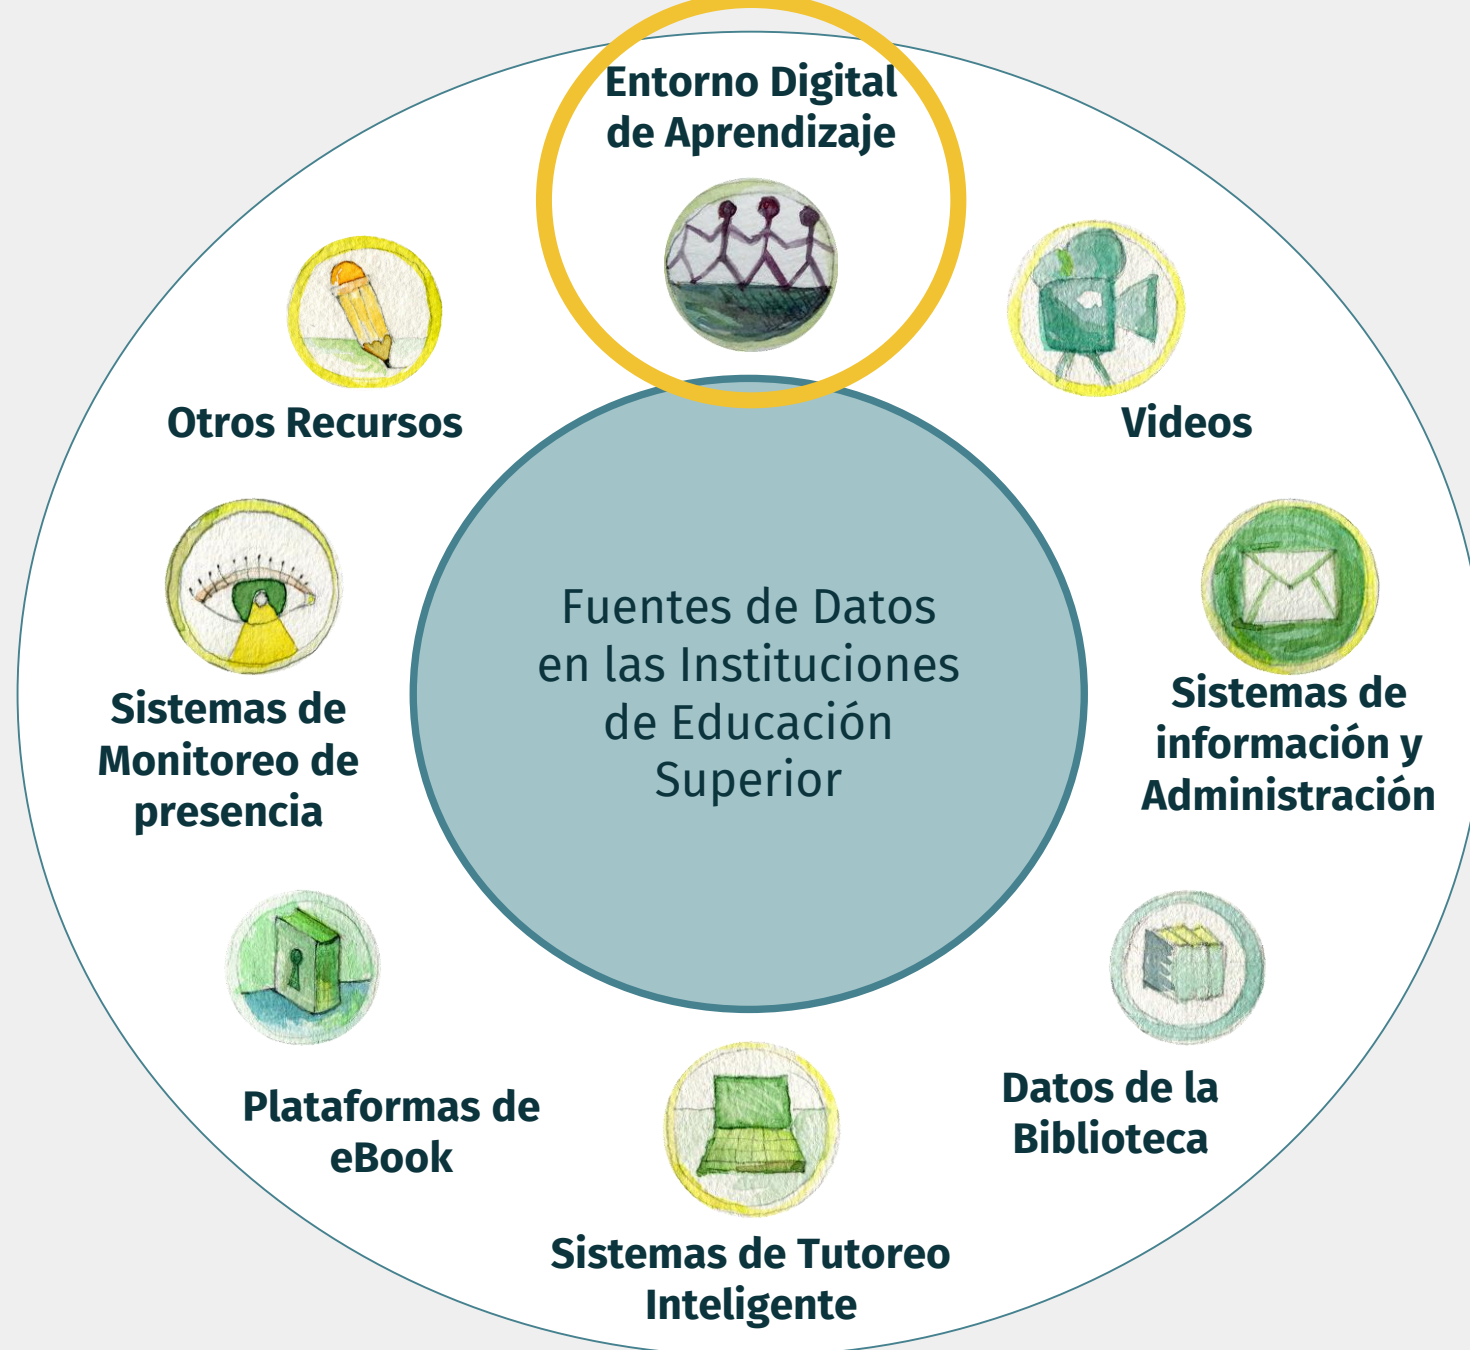 Entorno Digital
de Aprendizaje
Videos
Sistemas de
información y
Administración
Datos de la
Biblioteca
Sistemas de Tutoreo
Inteligente
Plataformas de
eBook
Sistemas de
Monitoreo de
presencia
Otros Recursos
Fuentes de Datos
en las Instituciones
de Educación
Superior